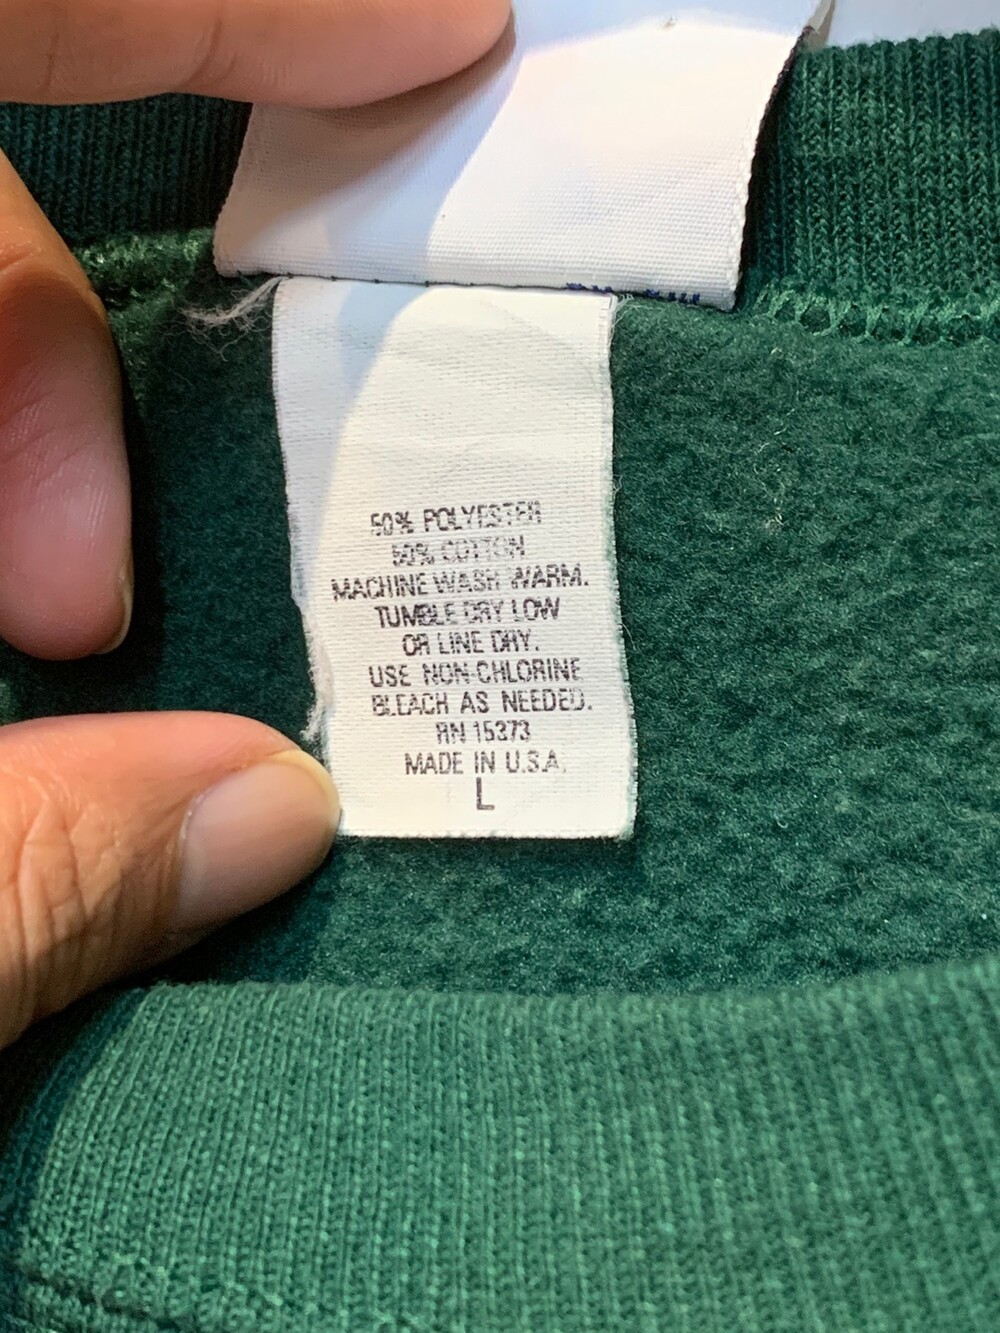 50% POLYESTER
50% COTTON
MACHINE WASH WARM.
TUMBLE DRY LOW
OR LINE DRY.
USE NON-CHLORINE
BLEACH AS NEEDED.
RN 15273
MADE IN U.S.A.
L